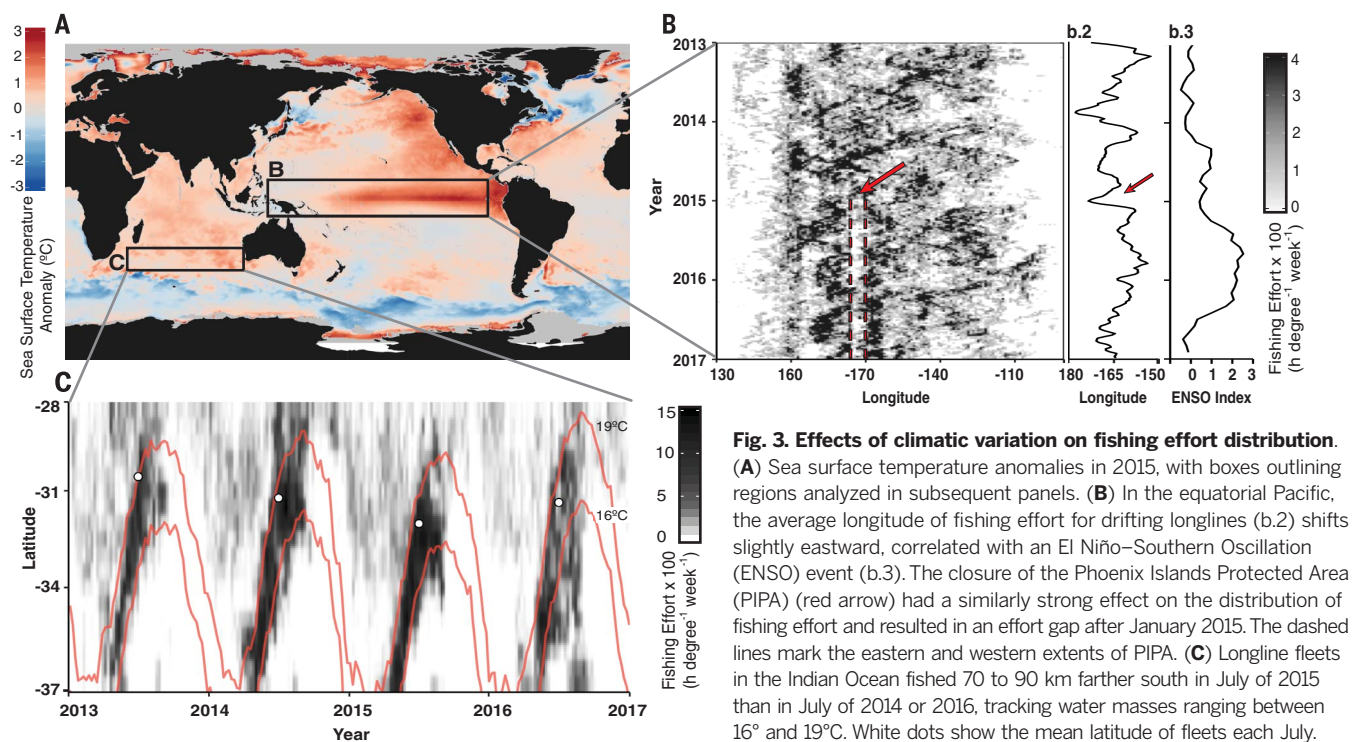 A
3
2
1
0
-1
-2
-3
Sea Surface Temperature
Anomaly (ºC)
B
C
B
2013
2014
2015
2016
2017
Year
130
160
-170
-140
-110
Longitude
b.2
180
-165
-150
Longitude
b.3
0 1 2 3
ENSO Index
4
3
2
1
0
Fishing Effort x 100
(h degree⁻¹ week⁻¹)
C
-28
-31
-34
-37
Latitude
19ºC
16ºC
2013
2014
2015
2016
2017
Year
15
10
5
0
Fishing Effort x 100
(h degree⁻¹ week⁻¹)
Fig. 3. Effects of climatic variation on fishing effort distribution.
(A) Sea surface temperature anomalies in 2015, with boxes outlining
regions analyzed in subsequent panels. (B) In the equatorial Pacific,
the average longitude of fishing effort for drifting longlines (b.2) shifts
slightly eastward, correlated with an El Niño–Southern Oscillation
(ENSO) event (b.3). The closure of the Phoenix Islands Protected Area
(PIPA) (red arrow) had a similarly strong effect on the distribution of
fishing effort and resulted in an effort gap after January 2015. The dashed
lines mark the eastern and western extents of PIPA. (C) Longline fleets
in the Indian Ocean fished 70 to 90 km farther south in July of 2015
than in July of 2014 or 2016, tracking water masses ranging between
16° and 19°C. White dots show the mean latitude of fleets each July.